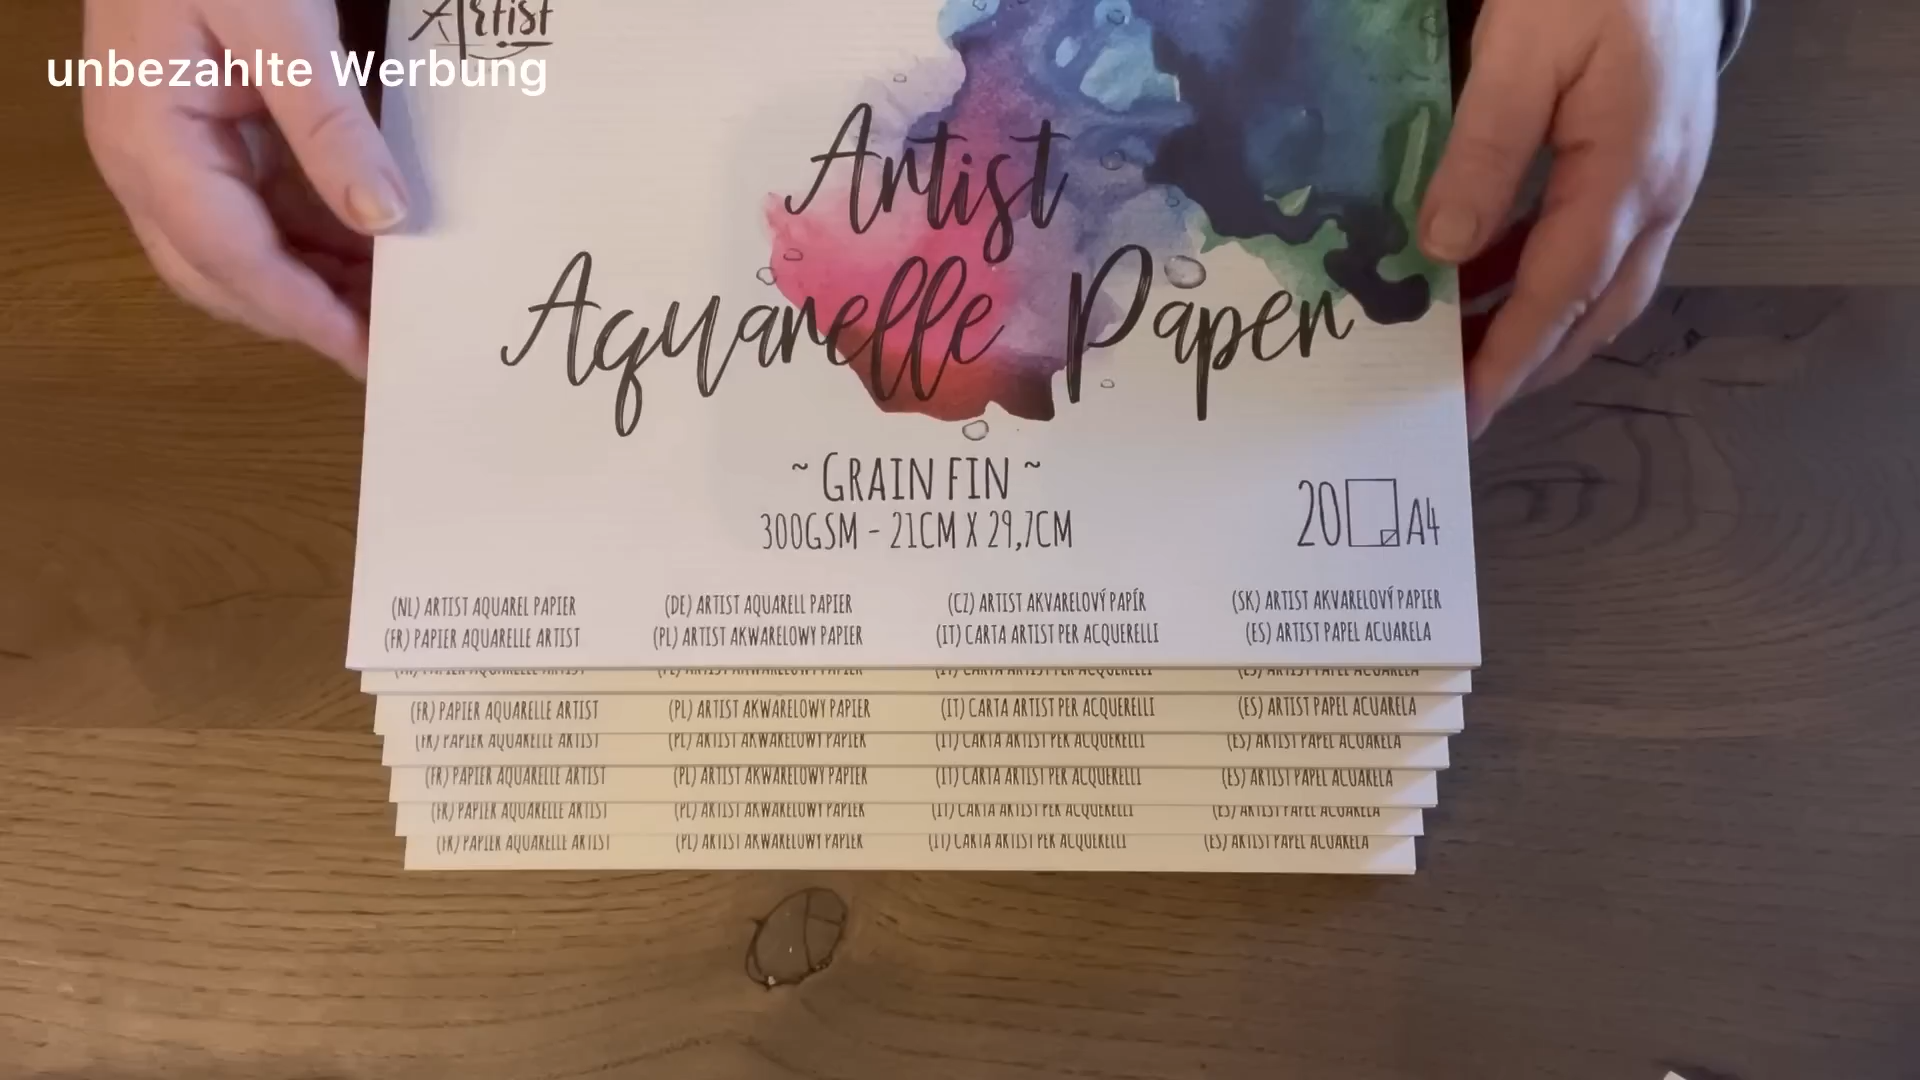 Artist
unbezahlte Werbung
Artist
Aquarelle Paper
~ GRAIN FIN ~
300GSM - 21CM X 29,7CM
20 A4
(NL) ARTIST AQUAREL PAPIER (DE) ARTIST AQUARELL PAPIER (CZ) ARTIST AKVARELOVÝ PAPÍR (SK) ARTIST AKVARELOVÝ PAPIER
(FR) PAPIER AQUARELLE ARTIST (PL) ARTIST AKWARELOWY PAPIER (IT) CARTA ARTIST PER ACQUERELLI (ES) ARTIST PAPEL ACUARELA
(FR) PAPIER AQUARELLE ARTIST (PL) ARTIST AKWARELOWY PAPIER (IT) CARTA ARTIST PER ACQUERELLI (ES) ARTIST PAPEL ACUARELA
(FR) PAPIER AQUARELLE ARTIST (PL) ARTIST AKWARELOWY PAPIER (IT) CARTA ARTIST PER ACQUERELLI (ES) ARTIST PAPEL ACUARELA
(FR) PAPIER AQUARELLE ARTIST (PL) ARTIST AKWARELOWY PAPIER (IT) CARTA ARTIST PER ACQUERELLI (ES) ARTIST PAPEL ACUARELA
(FR) PAPIER AQUARELLE ARTIST (PL) ARTIST AKWARELOWY PAPIER (IT) CARTA ARTIST PER ACQUERELLI (ES) ARTIST PAPEL ACUARELA
(FR) PAPIER AQUARELLE ARTIST (PL) ARTIST AKWARELOWY PAPIER (IT) CARTA ARTIST PER ACQUERELLI (ES) ARTIST PAPEL ACUARELA